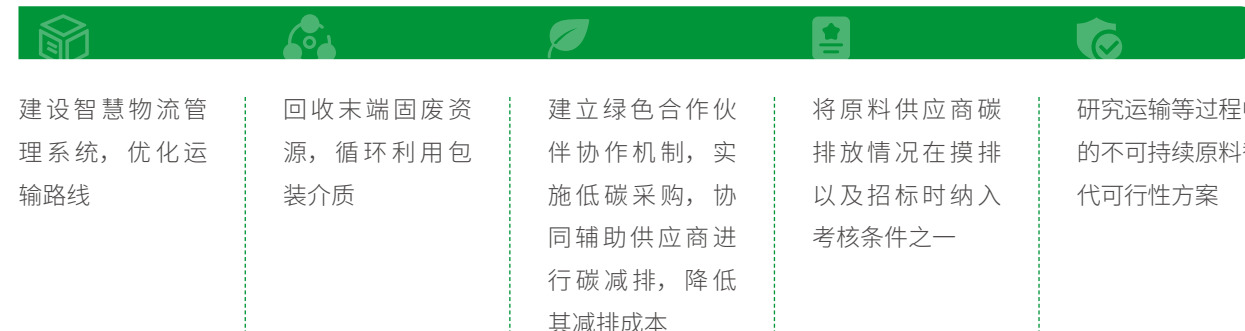 建设智慧物流管
理系统，优化运
输路线
回收末端固废资
源，循环利用包
装介质
建立绿色合作伙
伴协作机制，实
施低碳采购，协
同辅助供应商进
行碳减排，降低
其减排成本
将原料供应商碳
排放情况在摸排
以及招标时纳入
考核条件之一
研究运输等过程
的不可持续原料
代可行性方案